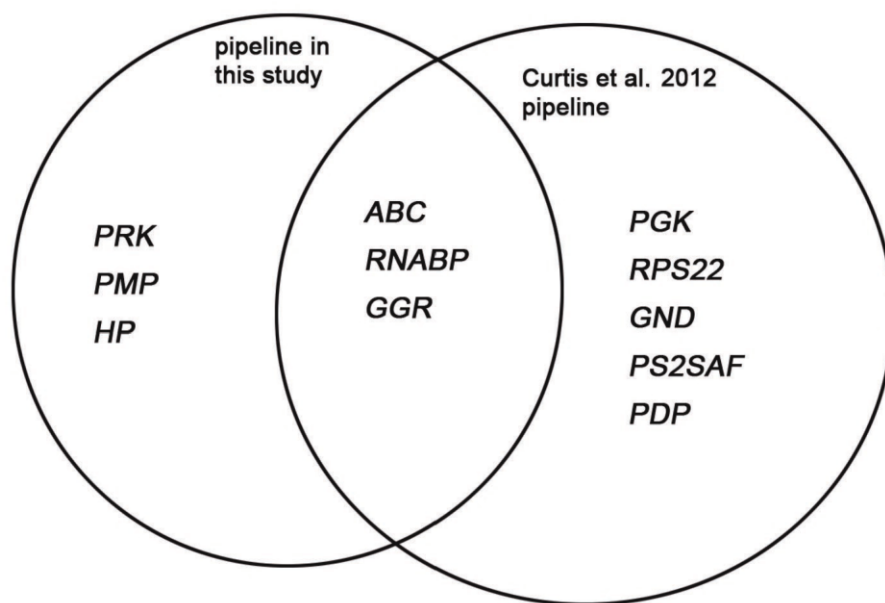 pipeline in
this study
Curtis et al. 2012
pipeline
PRK
PMP
HP
ABC
RNABP
GGR
PGK
RPS22
GND
PS2SAF
PDP